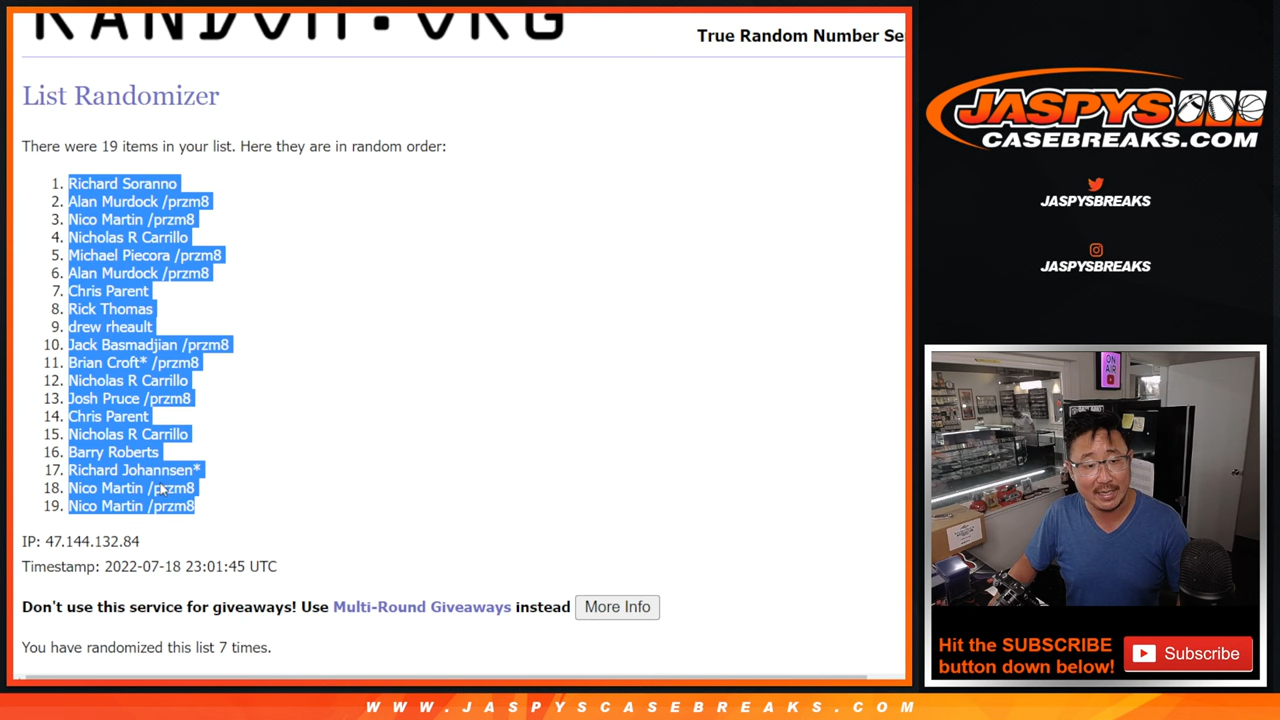 RANDOM.ORG
True Random Number Se
List Randomizer
There were 19 items in your list. Here they are in random order:
1. Richard Soranno
2. Alan Murdock /przm8
3. Nico Martin /przm8
4. Nicholas R Carrillo
5. Michael Piecora /przm8
6. Alan Murdock /przm8
7. Chris Parent
8. Rick Thomas
9. drew rheault
10. Jack Basmadjian /przm8
11. Brian Croft* /przm8
12. Nicholas R Carrillo
13. Josh Pruce /przm8
14. Chris Parent
15. Nicholas R Carrillo
16. Barry Roberts
17. Richard Johannsen*
18. Nico Martin /przm8
19. Nico Martin /przm8
IP: 47.144.132.84
Timestamp: 2022-07-18 23:01:45 UTC
Don't use this service for giveaways! Use Multi-Round Giveaways instead More Info
You have randomized this list 7 times.
JASPYS
CASEBREAKS.COM
JASPYSBREAKS
JASPYSBREAKS
ON
AIR
Hit the SUBSCRIBE
button down below!
Subscribe
WWW.JASPYSCASEBREAKS.COM